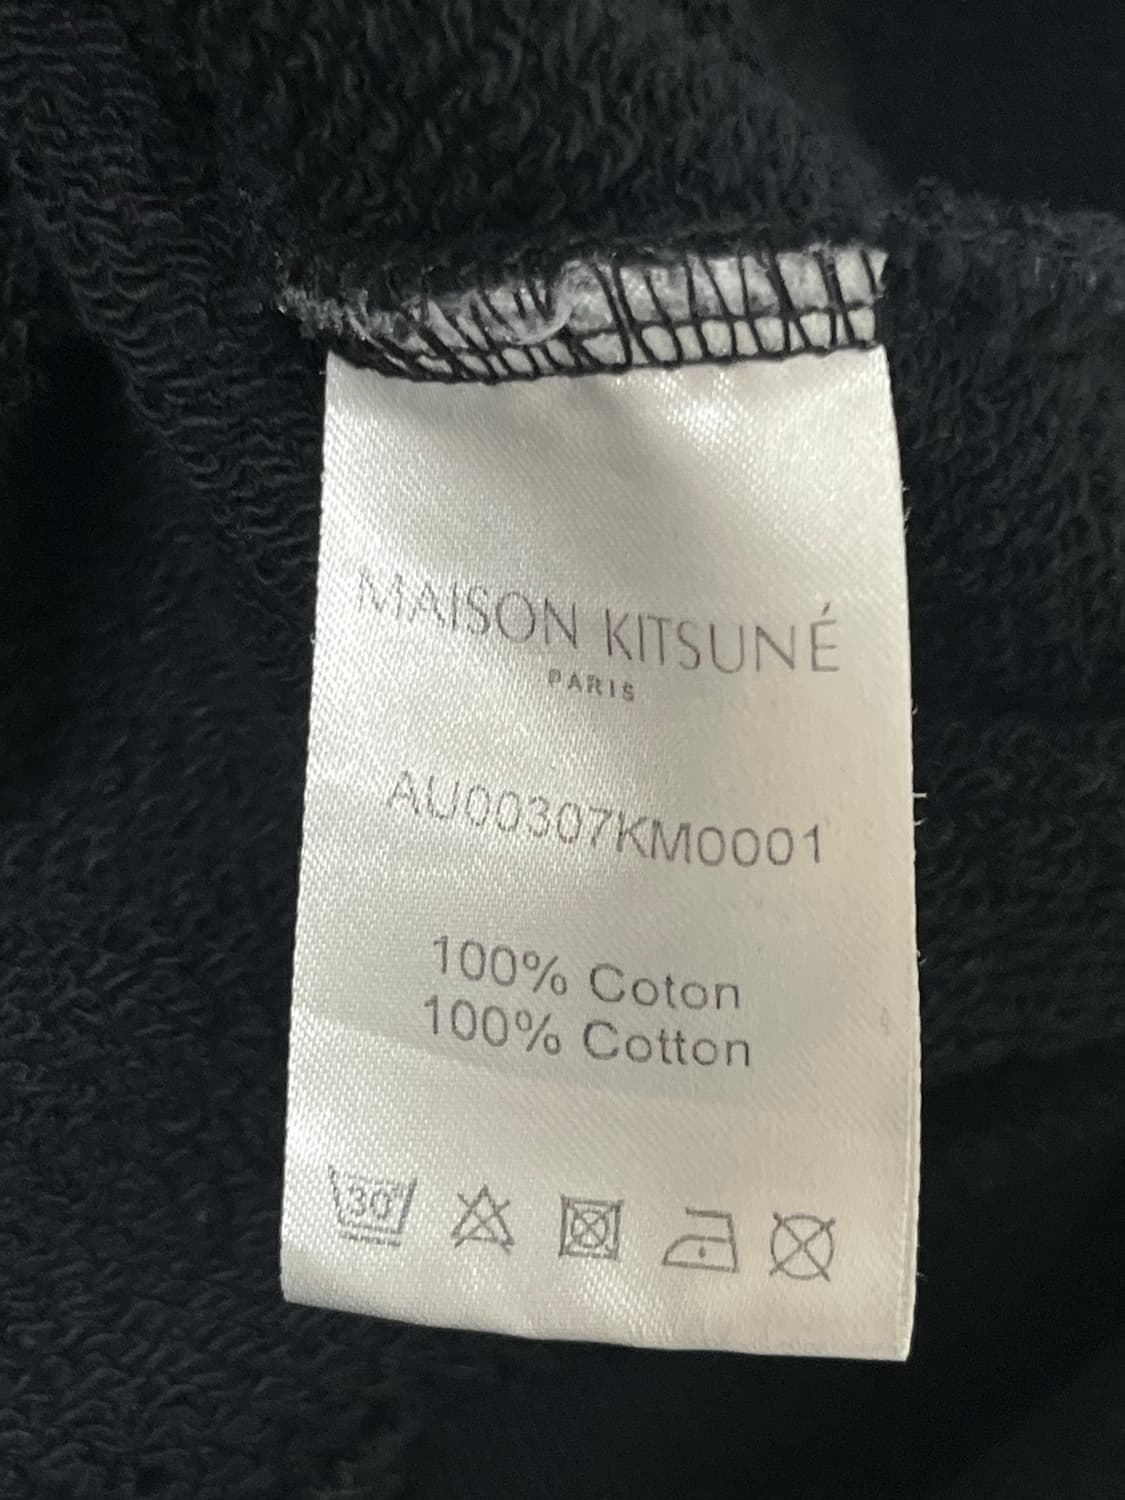 MAISON KITSUNÉ
PARIS
AU00307KM0001
100% Coton
100% Cotton
30°